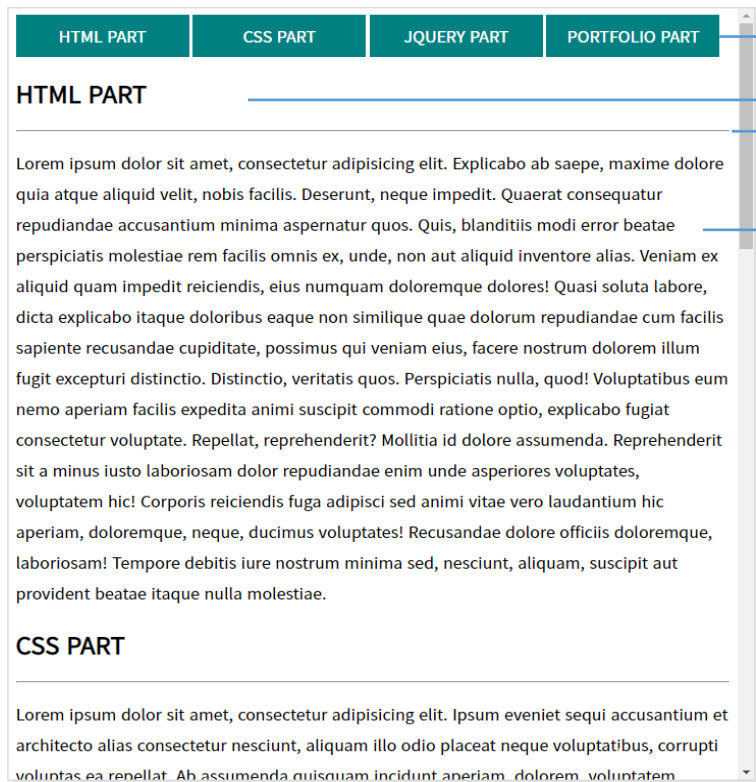 HTML PART CSS PART JQUERY PART PORTFOLIO PART
HTML PART
Lorem ipsum dolor sit amet, consectetur adipisicing elit. Explicabo ab saepe, maxime dolore
quia atque aliquid velit, nobis facilis. Deserunt, neque impedit. Quaerat consequatur
repudiandae accusantium minima aspernatur quos. Quis, blanditiis modi error beatae
perspiciatis molestiae rem facilis omnis ex, unde, non aut aliquid inventore alias. Veniam ex
aliquid quam impedit reiciendis, eius numquam doloremque dolores! Quasi soluta labore,
dicta explicabo itaque doloribus eaque non similique quae dolorum repudiandae cum facilis
sapiente recusandae cupiditate, possimus qui veniam eius, facere nostrum dolorem illum
fugit excepturi distinctio. Distinctio, veritatis quos. Perspiciatis nulla, quod! Voluptatibus eum
nemo aperiam facilis expedita animi suscipit commodi ratione optio, explicabo fugiat
consectetur voluptate. Repellat, reprehenderit? Mollitia id dolore assumenda. Reprehenderit
sit a minus iusto laboriosam dolor repudiandae enim unde asperiores voluptates,
voluptatem hic! Corporis reiciendis fuga adipisci sed animi vitae vero laudantium hic
aperiam, doloremque, neque, ducimus voluptates! Recusandae dolore officiis doloremque,
laboriosam! Tempore debitis iure nostrum minima sed, nesciunt, aliquam, suscipit aut
provident beatae itaque nulla molestiae.
CSS PART
Lorem ipsum dolor sit amet, consectetur adipisicing elit. Ipsum eveniet sequi accusantium et
architecto alias consectetur nesciunt, aliquam illo odio placeat neque voluptatibus, corrupti
voluptas ea repellat. Ab assumenda quisquam incidunt aperiam, dolorem, voluptatem